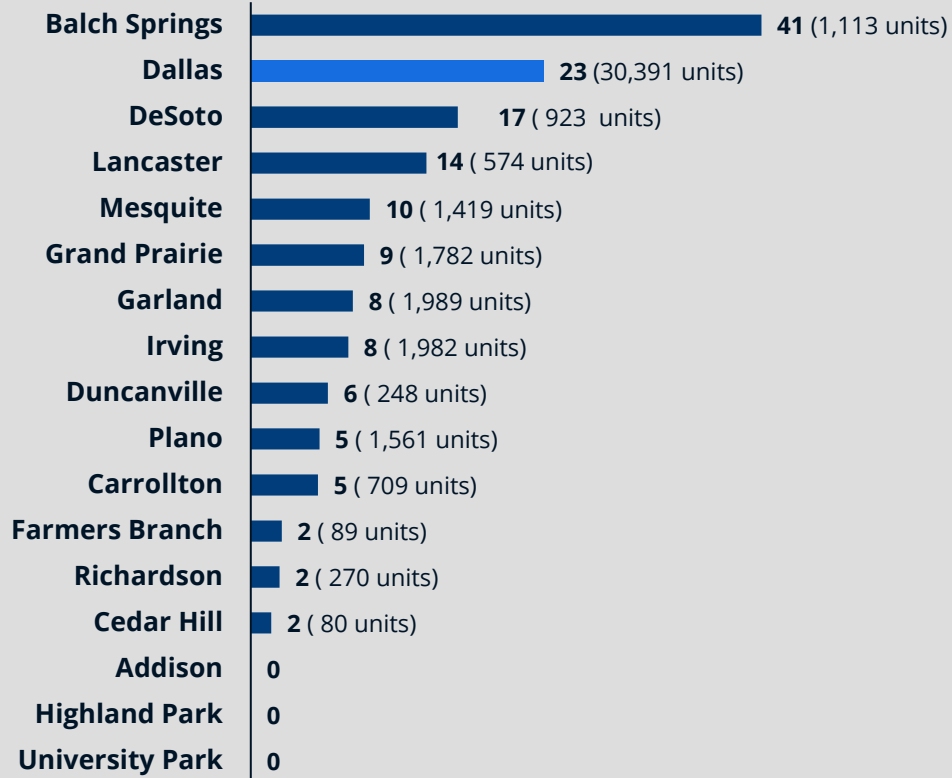 Balch Springs 41 (1,113 units)
Dallas 23 (30,391 units)
DeSoto 17 ( 923 units)
Lancaster 14 ( 574 units)
Mesquite 10 ( 1,419 units)
Grand Prairie 9 ( 1,782 units)
Garland 8 ( 1,989 units)
Irving 8 ( 1,982 units)
Duncanville 6 ( 248 units)
Plano 5 ( 1,561 units)
Carrollton 5 ( 709 units)
Farmers Branch 2 ( 89 units)
Richardson 2 ( 270 units)
Cedar Hill 2 ( 80 units)
Addison 0
Highland Park 0
University Park 0